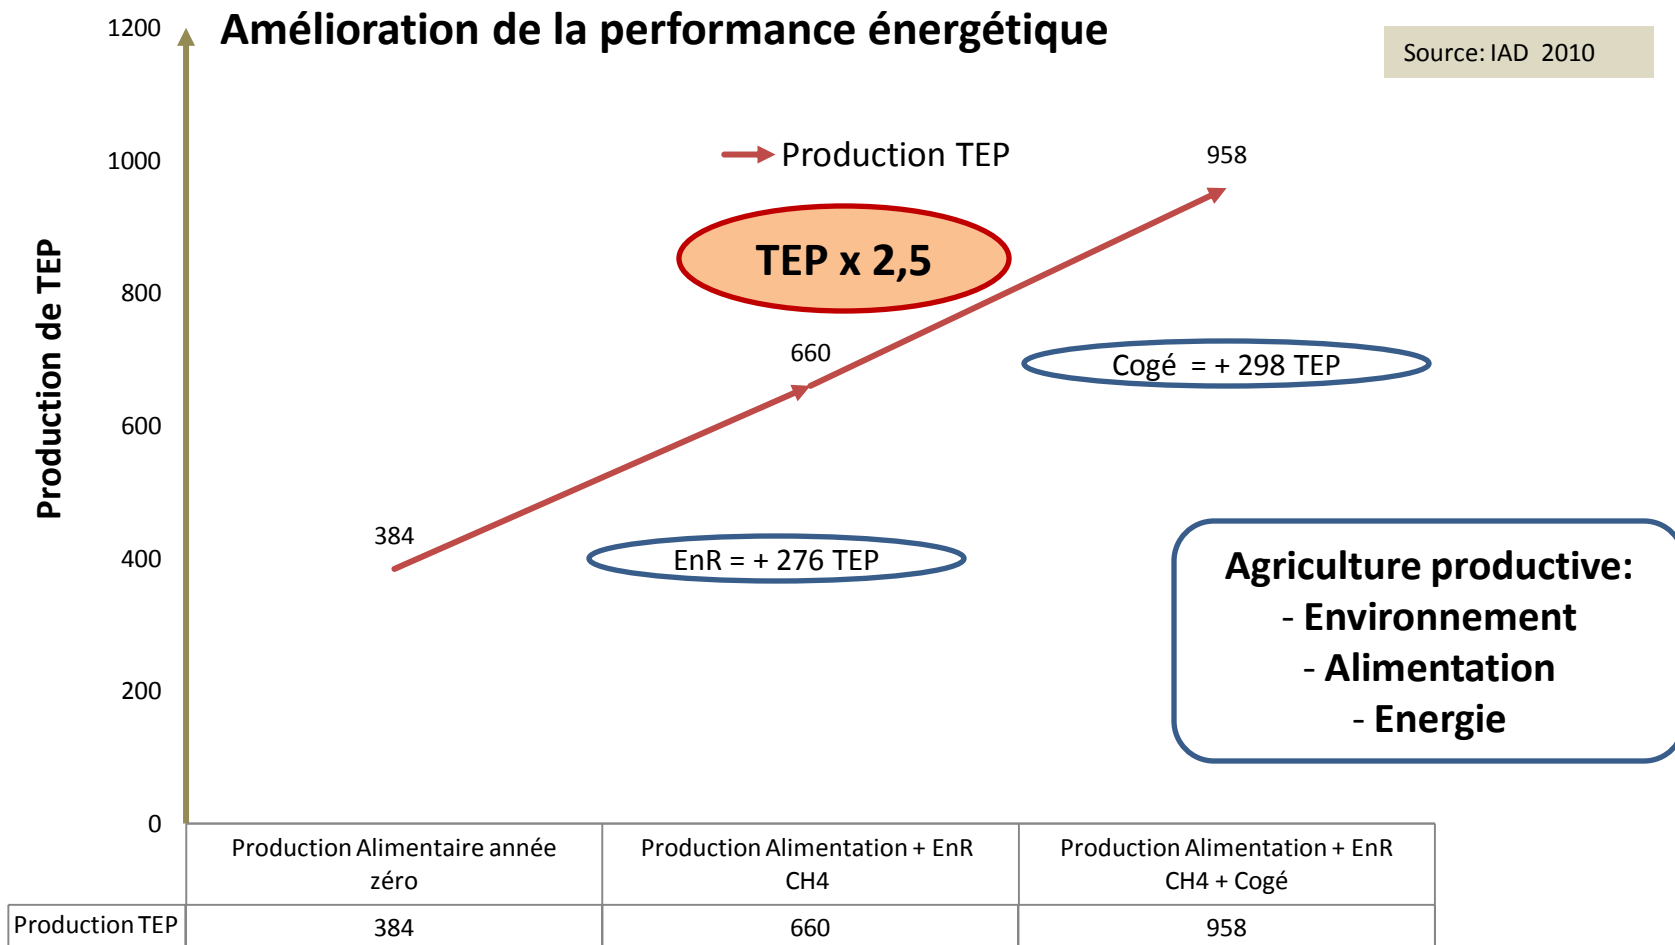 Amélioration de la performance énergétique
Source: IAD 2010
Production de TEP
1200
1000
800
600
400
200
0
Production TEP
958
TEP x 2,5
660
Cogé = + 298 TEP
384
EnR = + 276 TEP
Agriculture productive:
- Environnement
- Alimentation
- Energie
Production Alimentaire année
zéro
Production Alimentation + EnR
CH4
Production Alimentation + EnR
CH4 + Cogé
Production TEP
384
660
958